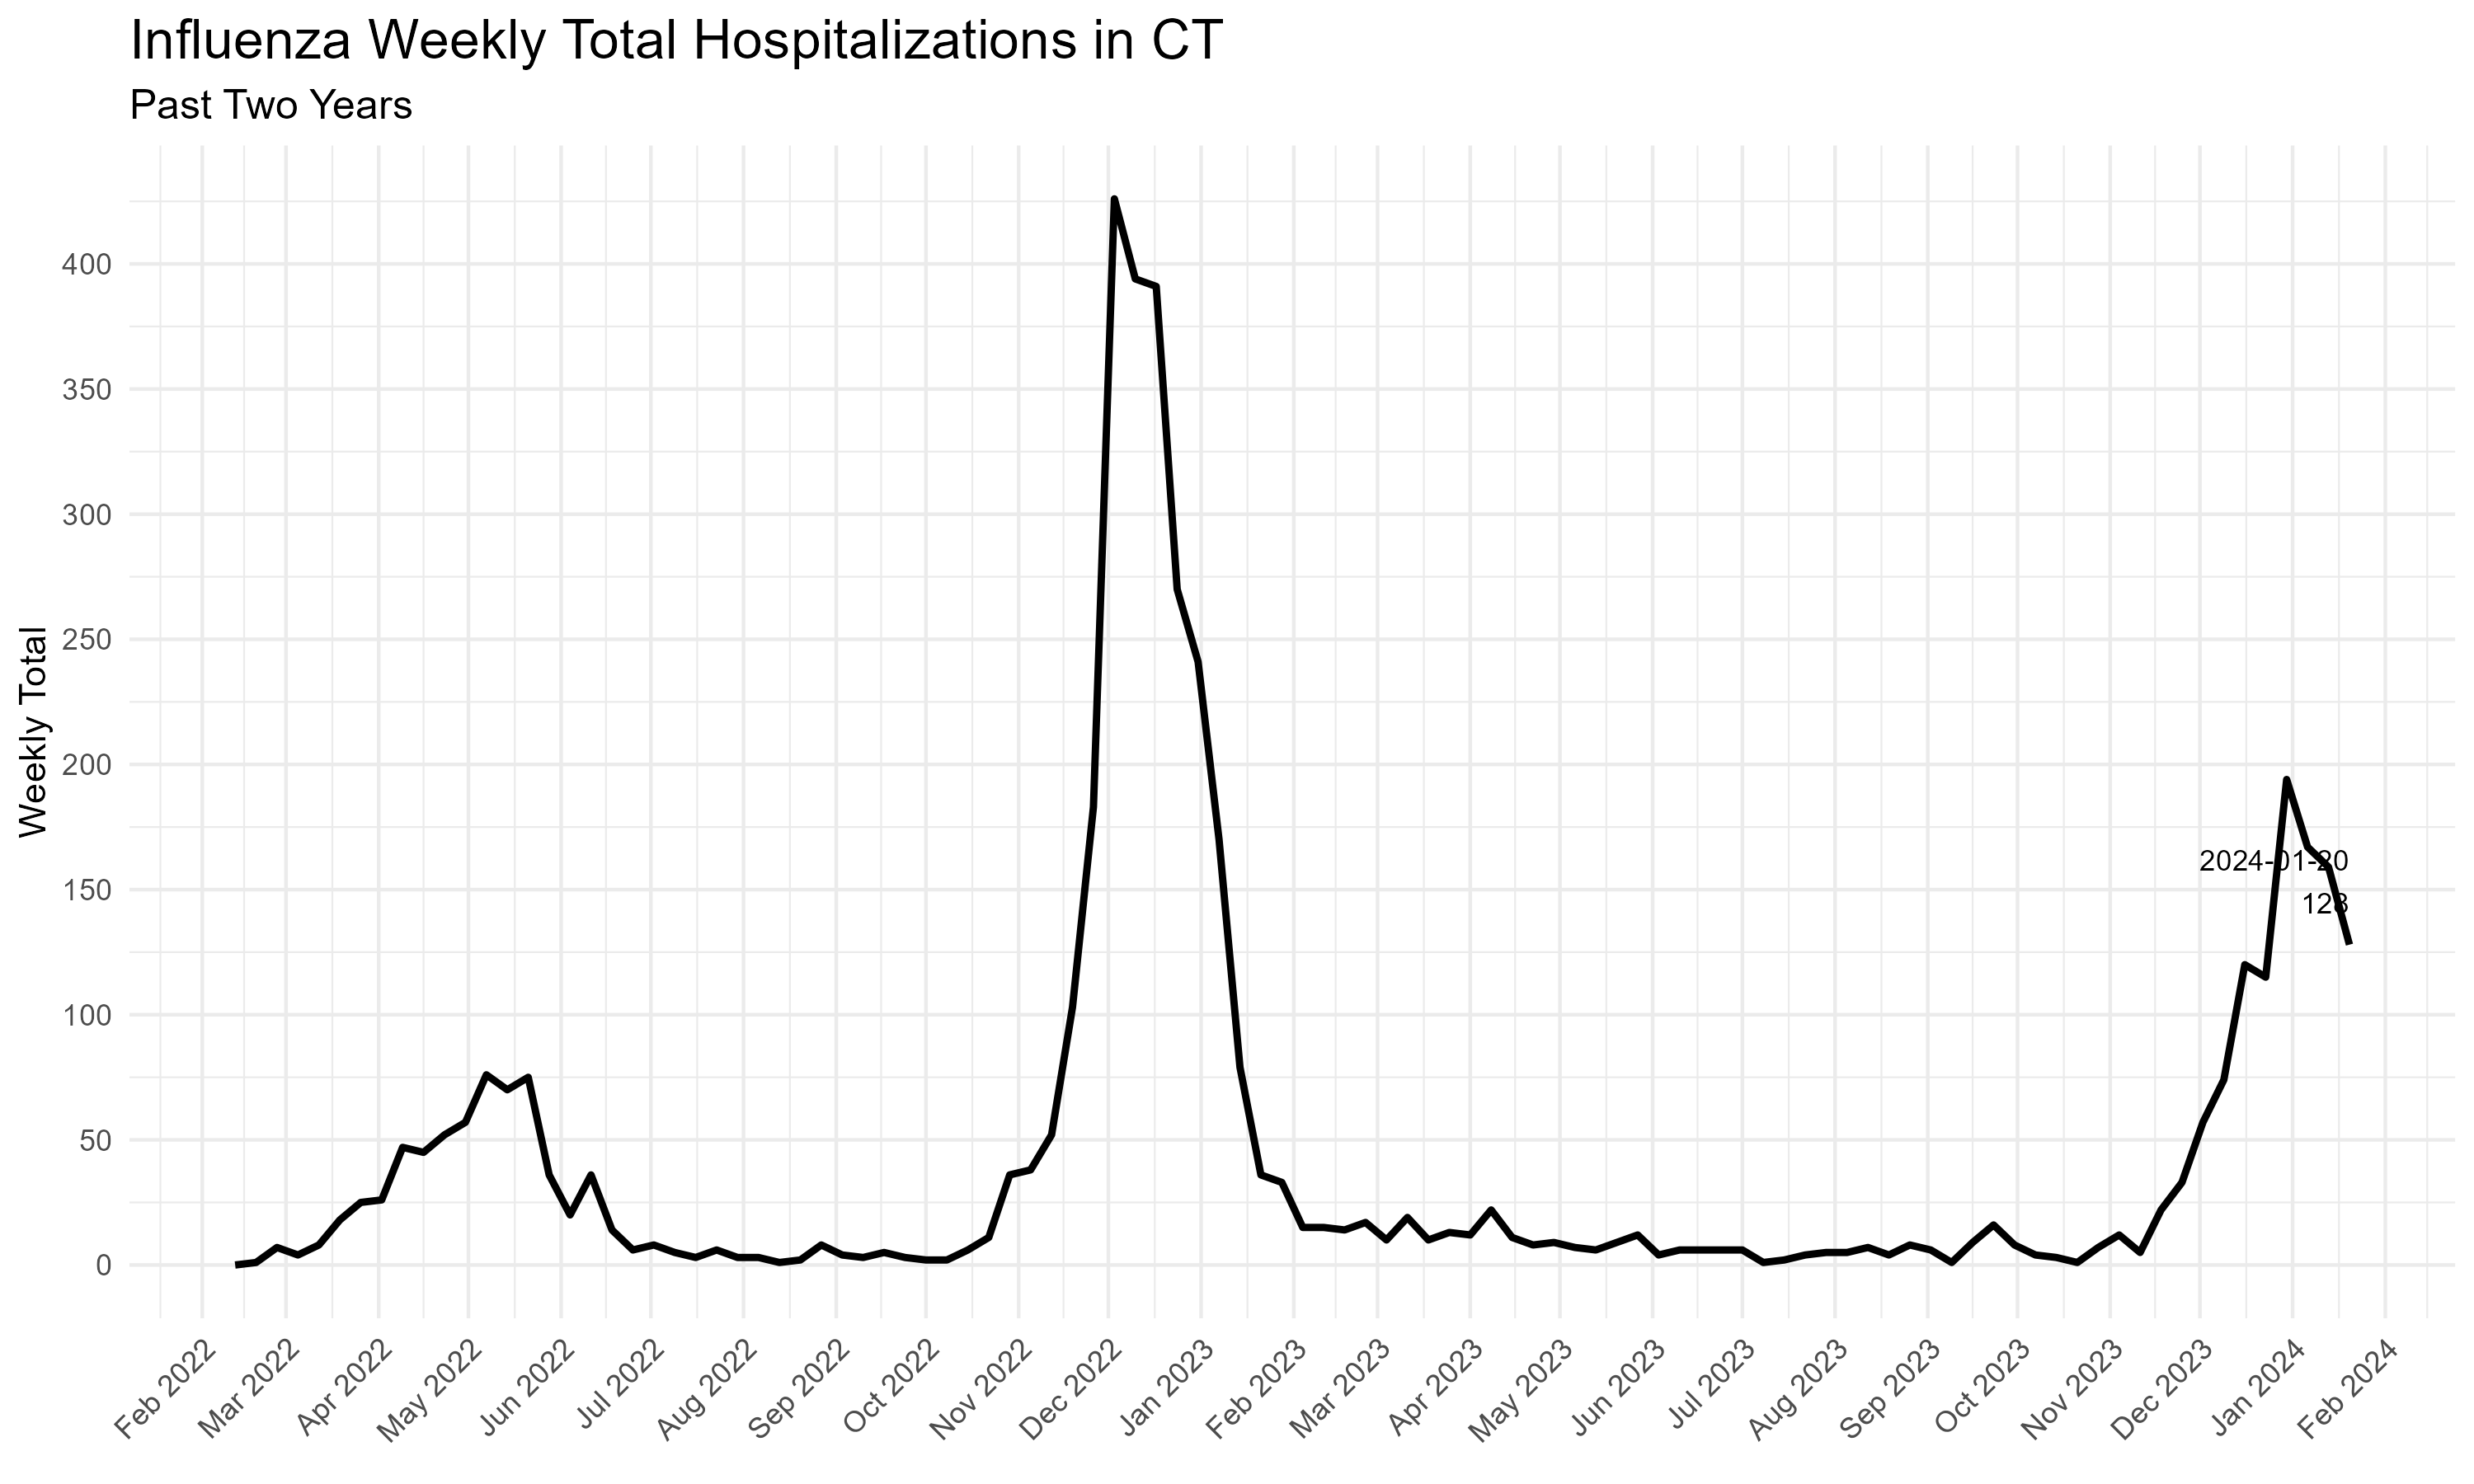 Influenza Weekly Total Hospitalizations in CT
Past Two Years
Weekly Total
400
350
300
250
200
150
100
50
0
2024-01-20
128
Feb 2022
Mar 2022
Apr 2022
May 2022
Jun 2022
Jul 2022
Aug 2022
Sep 2022
Oct 2022
Nov 2022
Dec 2022
Jan 2023
Feb 2023
Mar 2023
Apr 2023
May 2023
Jun 2023
Jul 2023
Aug 2023
Sep 2023
Oct 2023
Nov 2023
Dec 2023
Jan 2024
Feb 2024